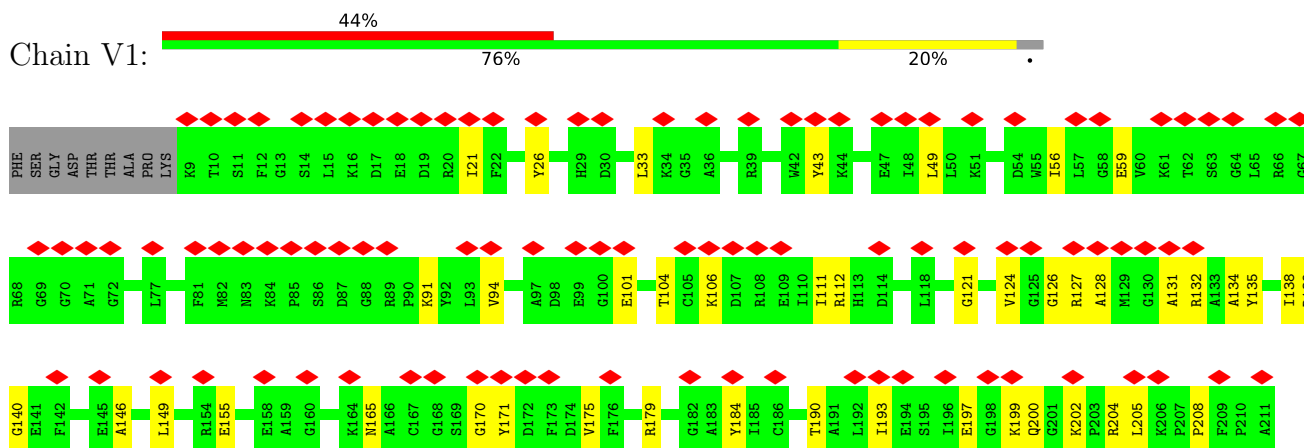 44%
Chain V1:
76% 20% •
PHE SER GLY ASP THR THR ALA PRO LYS K9 T10 S11 F12 G13 S14 L15 K16 D17 E18 D19 R20 I21 F22 Y26 H29 D30 L33 K34 G35 A36 R39 W42 Y43 K44 E47 I48 L49 L50 K51 D54 W55 I56 L57 G58 E59 V60 K61 T62 S63 G64 L65 R66 G67
R68 G69 G70 A71 G72 L77 F81 M82 N83 K84 P85 S86 D87 G88 R89 P90 K91 Y92 L93 V94 A97 D98 E99 G100 E101 T104 C105 K106 D107 R108 E109 I110 I111 R112 H113 D114 L118 G121 V124 G125 G126 R127 A128 M129 G130 A131 R132 A133 A134 Y135 I138
G140 E141 F142 E145 A146 L149 R154 E155 E158 A159 G160 K164 N165 A166 C167 G168 S169 G170 Y171 D172 F173 D174 V175 F176 R179 G182 A183 Y184 I185 C186 T190 A191 L192 I193 E194 S195 I196 E197 G198 K199 Q200 G201 K202 P203 R204 L205 K206 P207 P208 F209 P210 A211